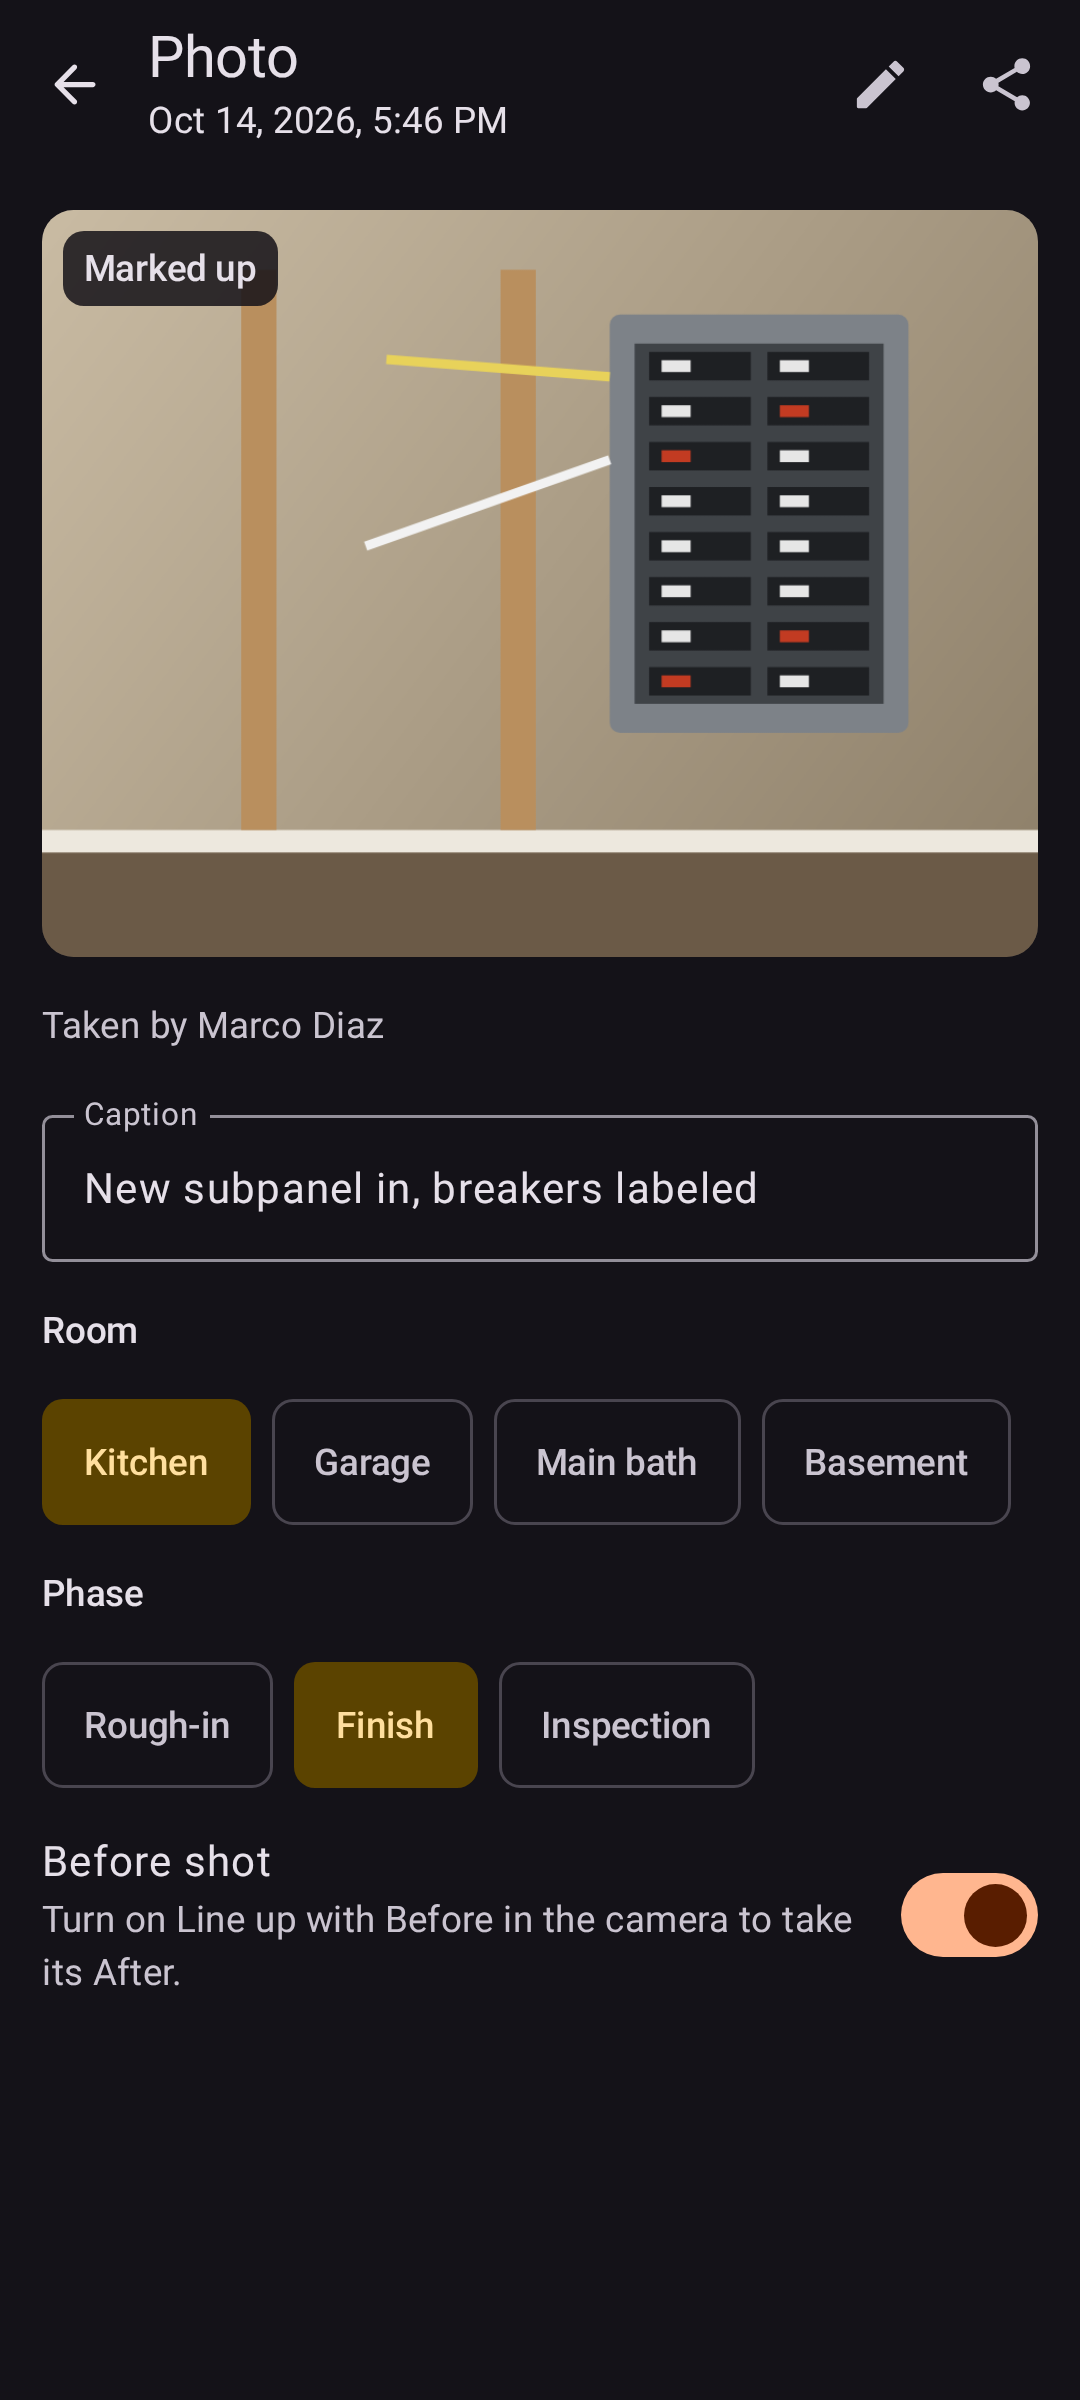 Photo
Oct 14, 2026, 5:46 PM
Marked up
Taken by Marco Diaz
Caption
New subpanel in, breakers labeled
Room
Kitchen
Garage
Main bath
Basement
Phase
Rough-in
Finish
Inspection
Before shot
Turn on Line up with Before in the camera to take
its After.